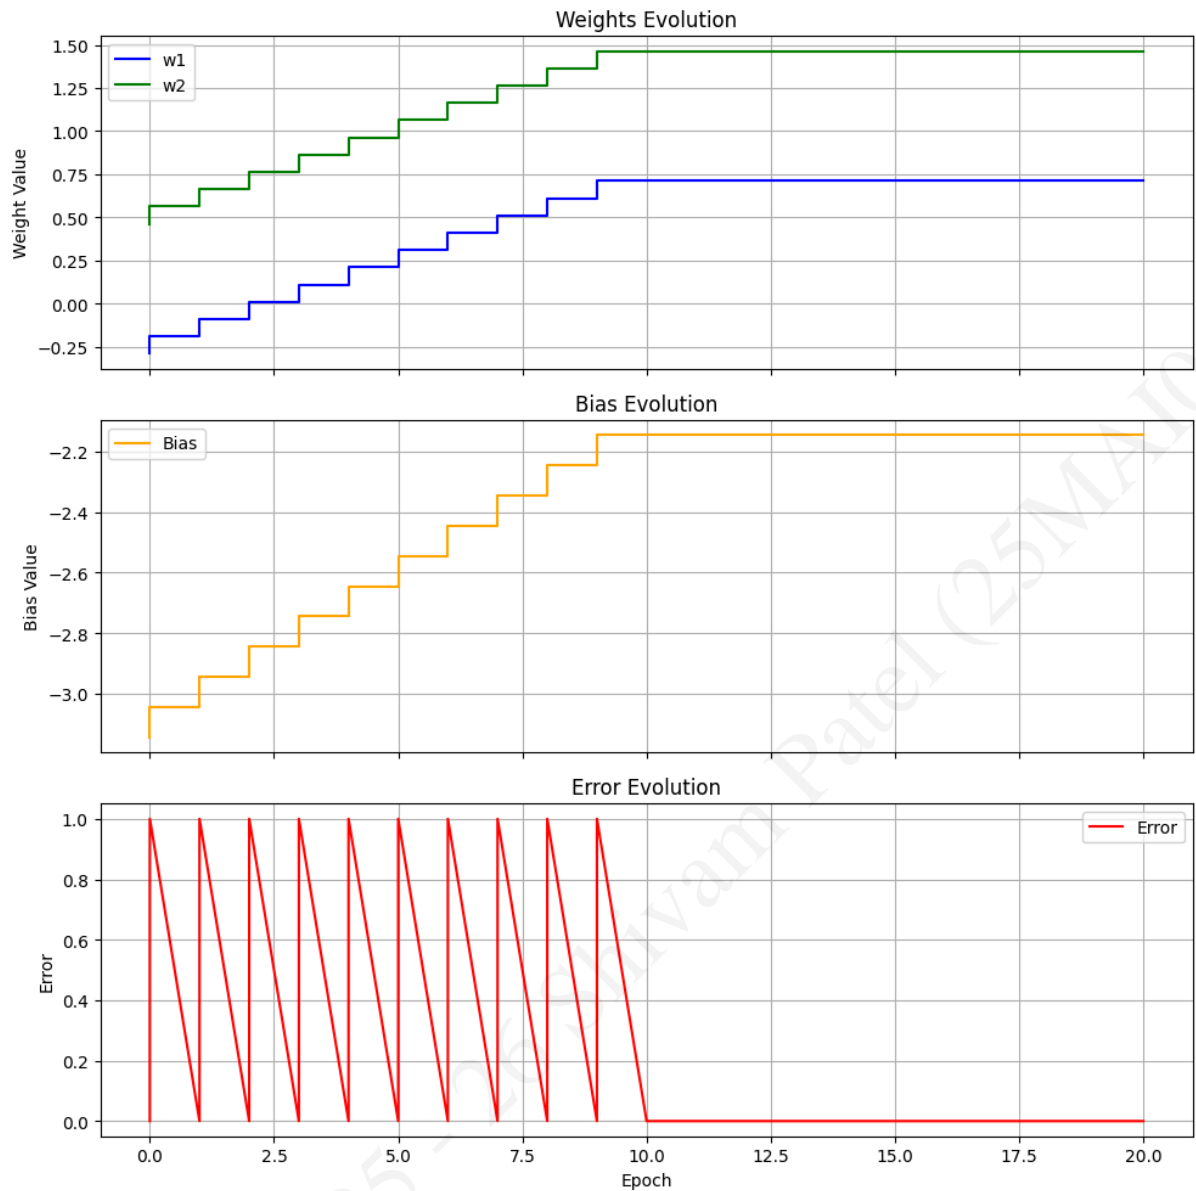 Weights Evolution
w1
w2
1.50
1.25
1.00
0.75
0.50
0.25
0.00
−0.25
Weight Value
Bias Evolution
Bias
−2.2
−2.4
−2.6
−2.8
−3.0
Bias Value
Error Evolution
Error
1.0
0.8
0.6
0.4
0.2
0.0
Error
0.0 2.5 5.0 7.5 10.0 12.5 15.0 17.5 20.0
Epoch
26 Shivam Patel (25MAI